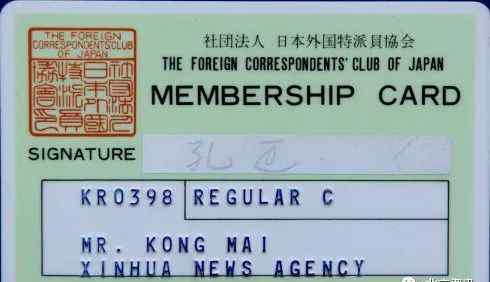 THE FOREIGN
CORRESPONDENTS' CLUB
OF JAPAN
社団法人 日本外国特派員協会
THE FOREIGN CORRESPONDENTS' CLUB OF JAPAN
MEMBERSHIP CARD
SIGNATURE
孔
KR0398 REGULAR C
MR. KONG MAI
XINHUA NEWS AGENCY